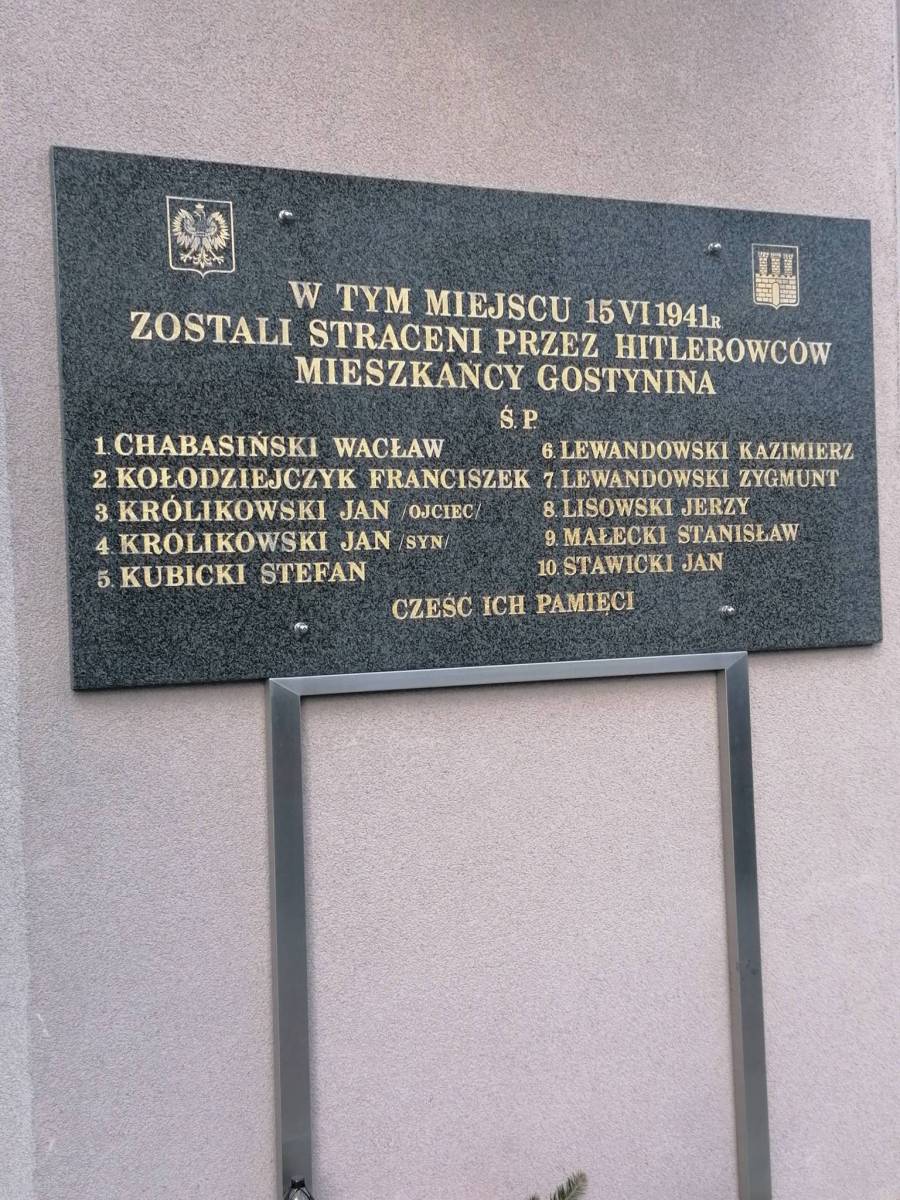 W TYM MIEJSCU 15 VI 1941R
ZOSTALI STRACENI PRZEZ HITLEROWCÓW
MIESZKAŃCY GOSTYNINA
Ś. P.
1. CHABASIŃSKI WACŁAW
2 KOŁODZIEJCZYK FRANCISZEK
3. KRÓLIKOWSKI JAN /OJCIEC/
4. KRÓLIKOWSKI JAN /SYN/
5. KUBICKI STEFAN
6. LEWANDOWSKI KAZIMIERZ
7. LEWANDOWSKI ZYGMUNT
8. LISOWSKI JERZY
9. MAŁECKI STANISŁAW
10. STAWICKI JAN
CZEŚĆ ICH PAMIĘCI